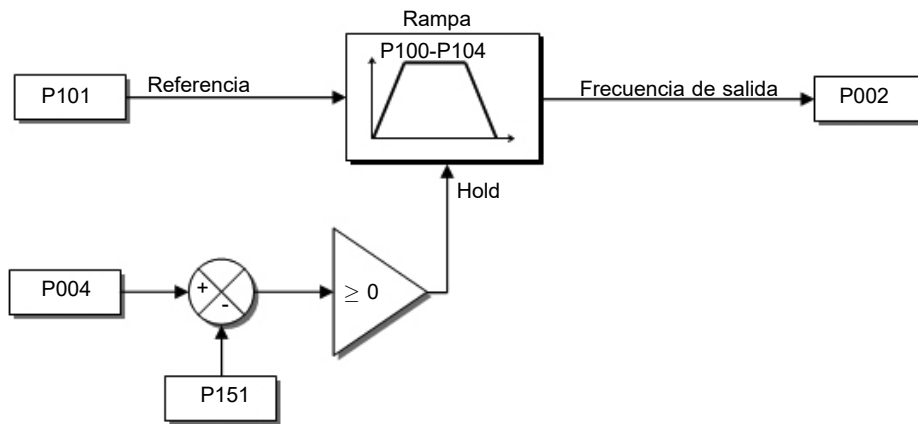 Rampa
P100-P104
P101
Referencia
Frecuencia de salida
P002
Hold
P004
+
-
≥ 0
P151